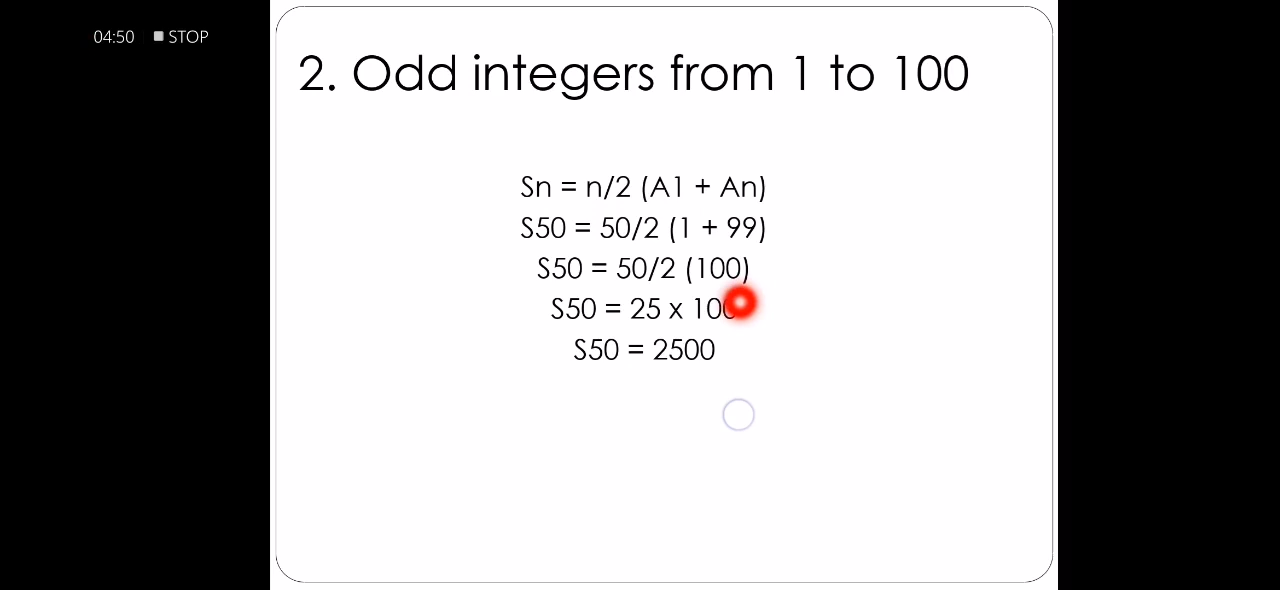 04:50 STOP
2. Odd integers from 1 to 100
Sn = n/2 (A1 + An)
S50 = 50/2 (1 + 99)
S50 = 50/2 (100)
S50 = 25 x 100
S50 = 2500